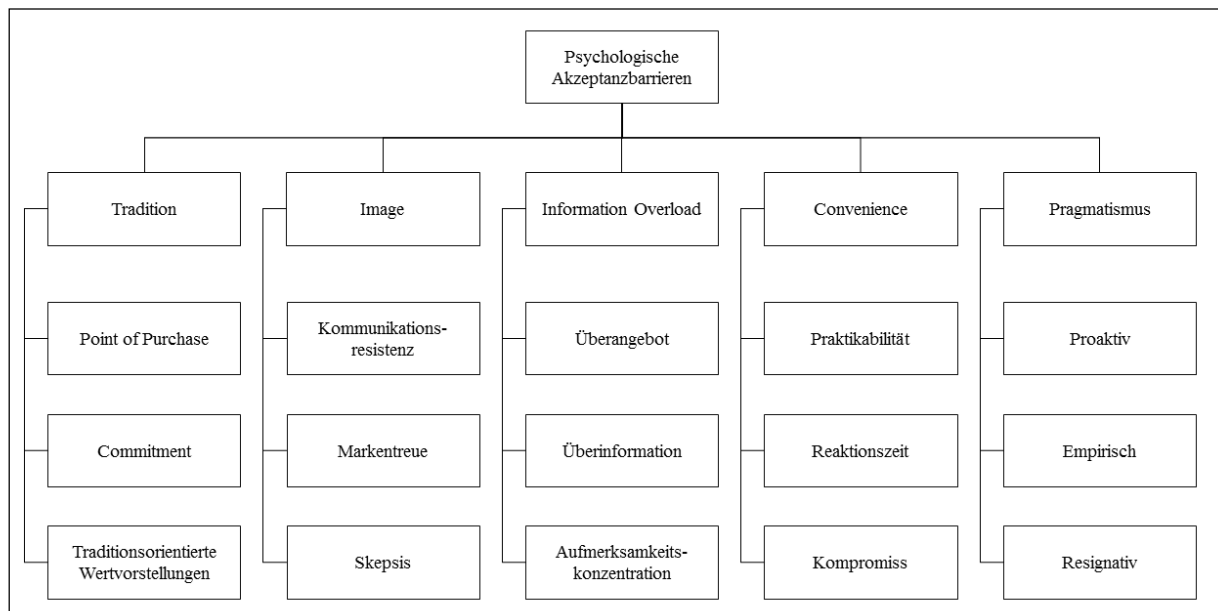 Psychologische
Akzeptanzbarrieren
Tradition
Image
Information Overload
Convenience
Pragmatismus
Point of Purchase
Kommunikations-
resistenz
Überangebot
Praktikabilität
Proaktiv
Commitment
Markentreue
Überinformation
Reaktionszeit
Empirisch
Traditionsorientierte
Wertvorstellungen
Skepsis
Aufmerksamkeits-
konzentration
Kompromiss
Resignativ